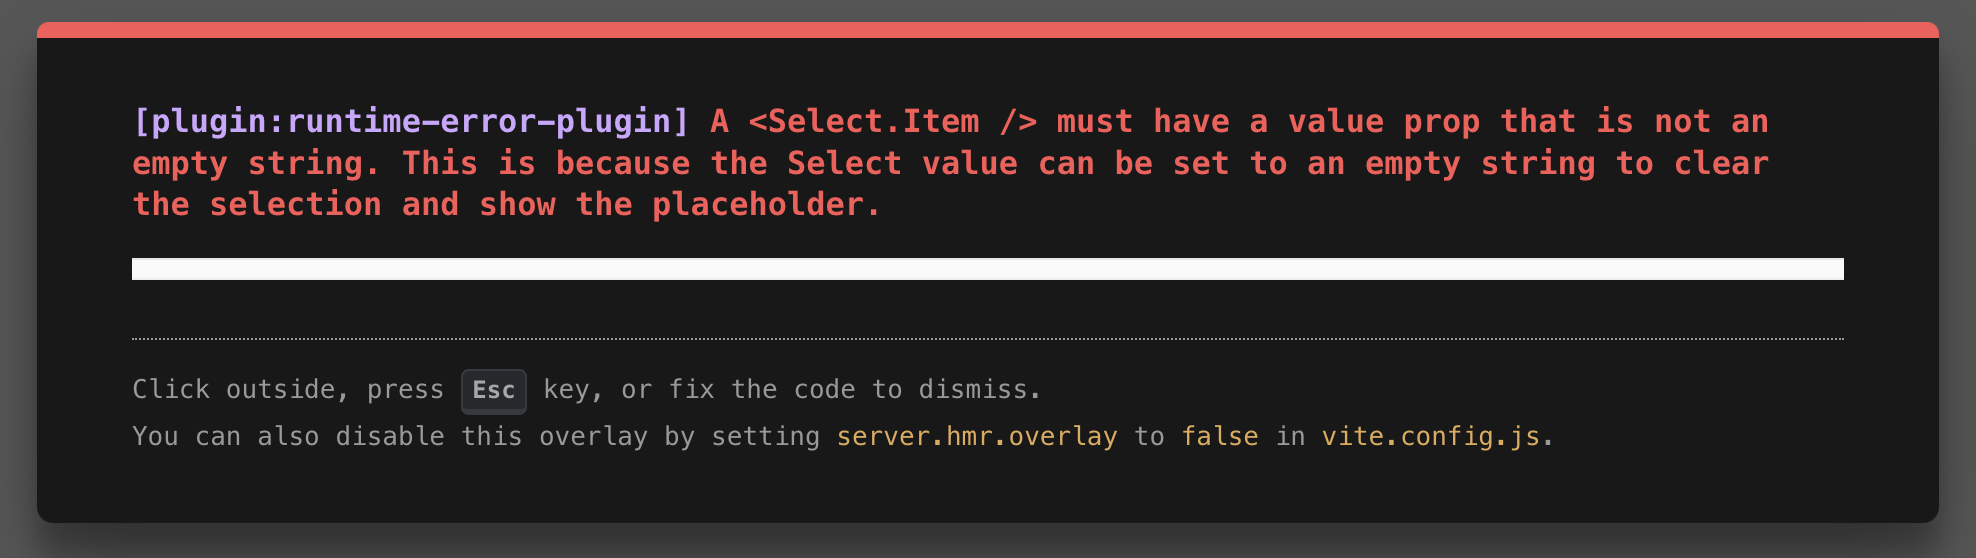 [plugin:runtime-error-plugin] A <Select.Item /> must have a value prop that is not an
empty string. This is because the Select value can be set to an empty string to clear
the selection and show the placeholder.
Click outside, press Esc key, or fix the code to dismiss.
You can also disable this overlay by setting server.hmr.overlay to false in vite.config.js.